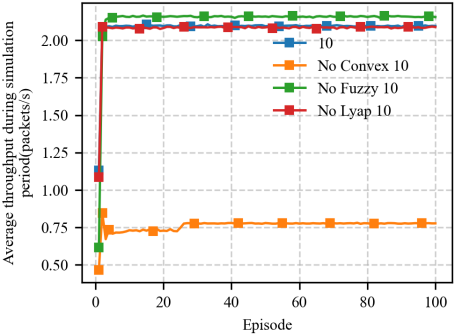 Average throughput during simulation
period(packets/s)
2.00
1.75
1.50
1.25
1.00
0.75
0.50
10
No Convex 10
No Fuzzy 10
No Lyap 10
0 20 40 60 80 100
Episode